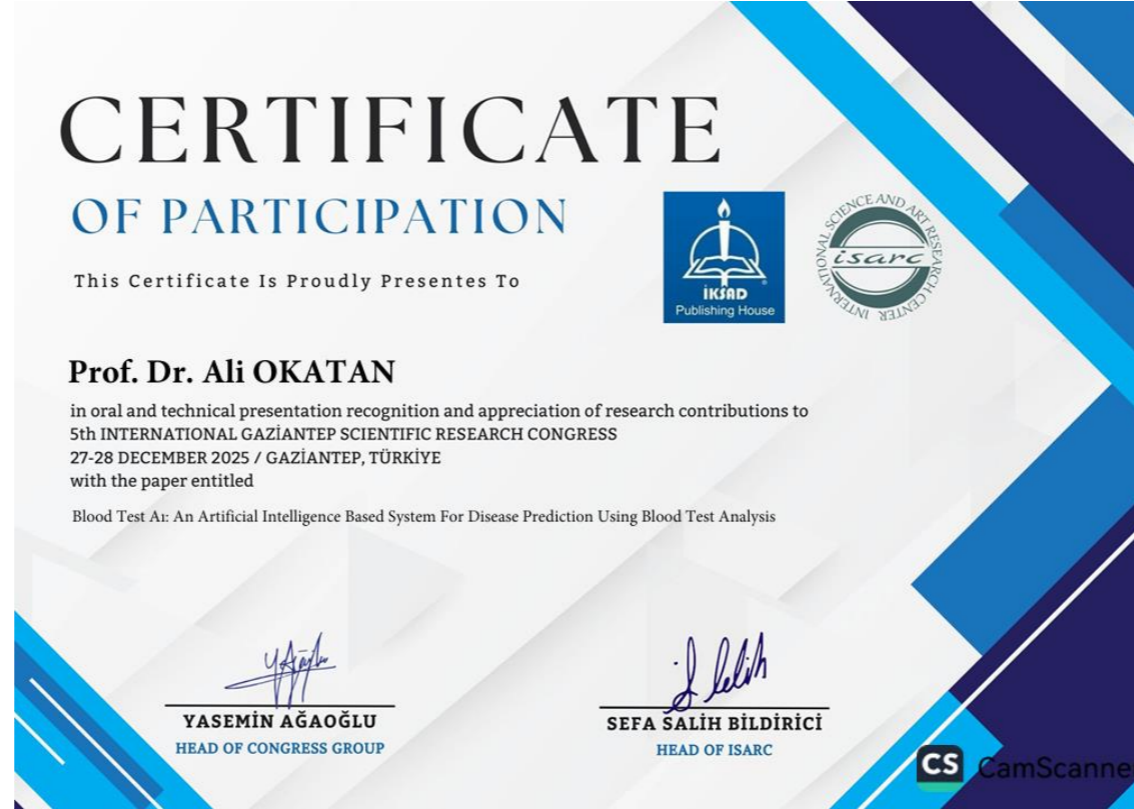 CERTIFICATE
OF PARTICIPATION
This Certificate Is Proudly Presentes To
İKSAD
Publishing House
INTERNATIONAL SCIENCE AND ART RESEARCH CENTER
isarc
Prof. Dr. Ali OKATAN
in oral and technical presentation recognition and appreciation of research contributions to
5th INTERNATIONAL GAZİANTEP SCIENTIFIC RESEARCH CONGRESS
27-28 DECEMBER 2025 / GAZİANTEP, TÜRKİYE
with the paper entitled
Blood Test Aı: An Artificial Intelligence Based System For Disease Prediction Using Blood Test Analysis
YASEMİN AĞAOĞLU
HEAD OF CONGRESS GROUP
SEFA SALİH BİLDİRİCİ
HEAD OF ISARC
CS CamScanne